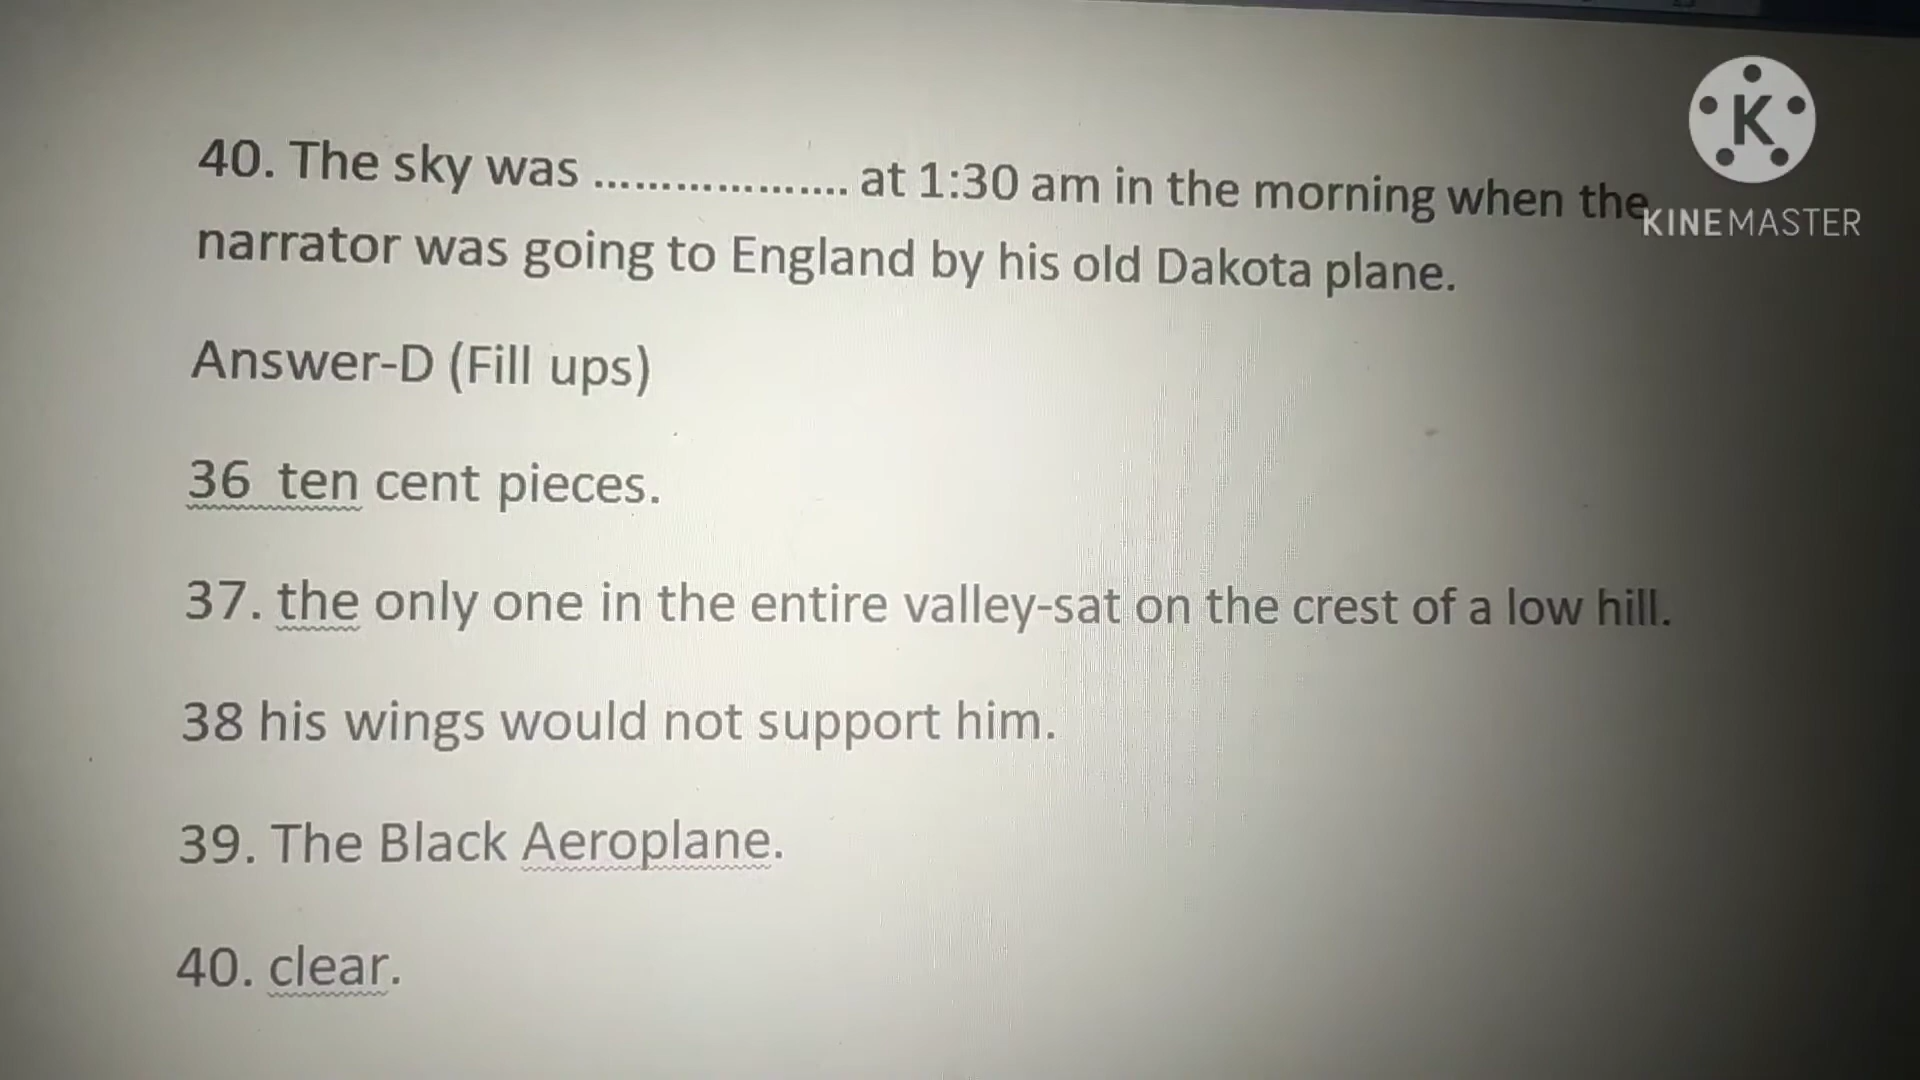 40. The sky was ................... at 1:30 am in the morning when the
narrator was going to England by his old Dakota plane.
Answer-D (Fill ups)
36 ten cent pieces.
37. the only one in the entire valley-sat on the crest of a low hill.
38 his wings would not support him.
39. The Black Aeroplane.
40. clear.
K
KINEMASTER